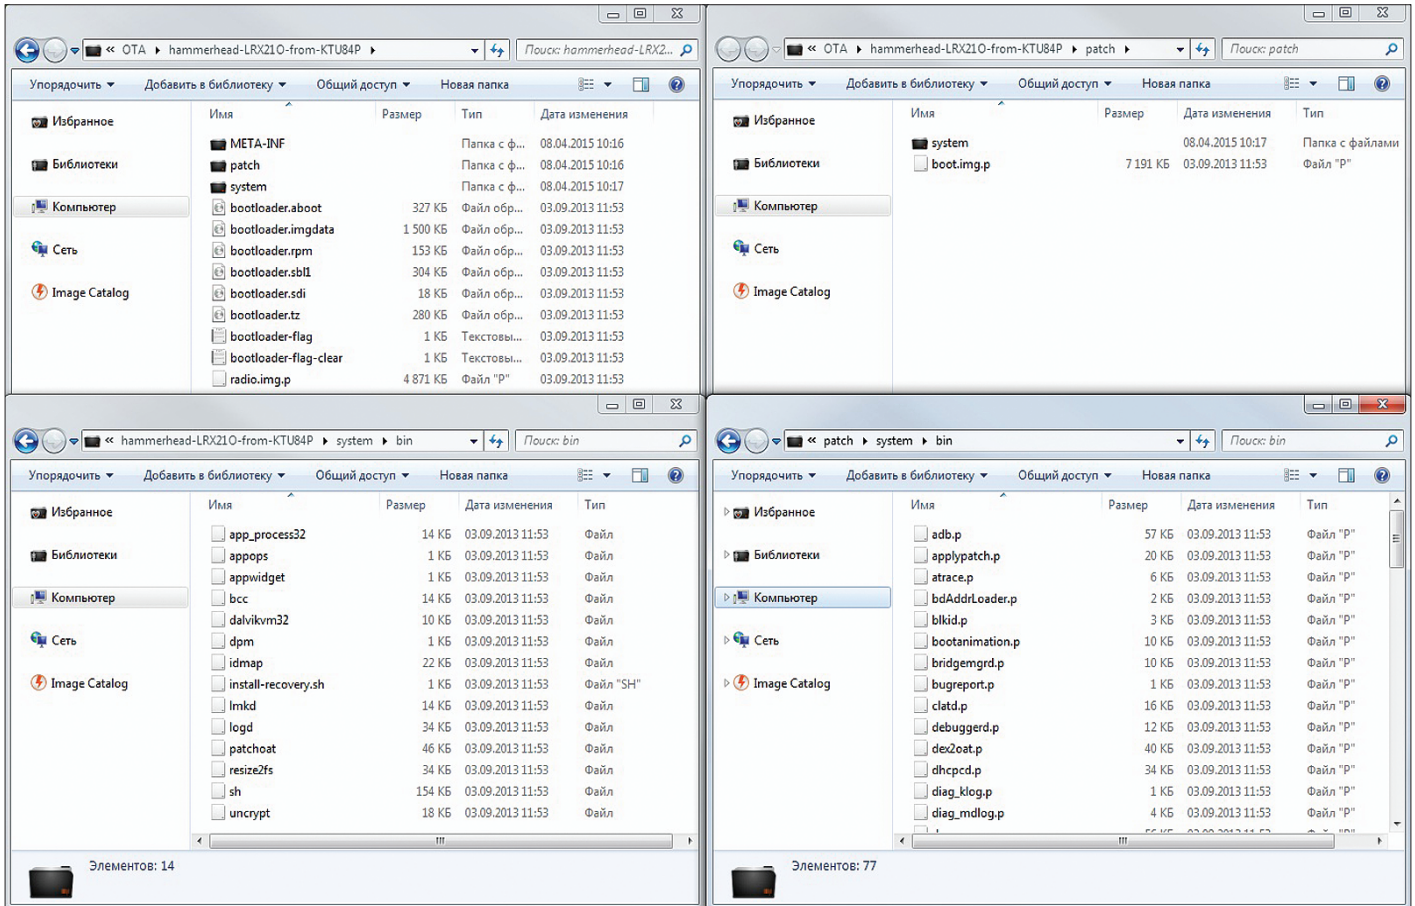 « OTA ▸ hammerhead-LRX21O-from-KTU84P ▸
Поиск: hammerhead-LRX2...
Упорядочить Добавить в библиотеку Общий доступ Новая папка
Избранное
Библиотеки
Компьютер
Сеть
Image Catalog
Имя Размер Тип Дата изменения
META-INF Папка с ф... 08.04.2015 10:16
patch Папка с ф... 08.04.2015 10:16
system Папка с ф... 08.04.2015 10:17
bootloader.aboot 327 КБ Файл обр... 03.09.2013 11:53
bootloader.imgdata 1 500 КБ Файл обр... 03.09.2013 11:53
bootloader.rpm 153 КБ Файл обр... 03.09.2013 11:53
bootloader.sbl1 304 КБ Файл обр... 03.09.2013 11:53
bootloader.sdi 18 КБ Файл обр... 03.09.2013 11:53
bootloader.tz 280 КБ Файл обр... 03.09.2013 11:53
bootloader-flag 1 КБ Текстовы... 03.09.2013 11:53
bootloader-flag-clear 1 КБ Текстовы... 03.09.2013 11:53
radio.img.p 4 871 КБ Файл "P" 03.09.2013 11:53
« OTA ▸ hammerhead-LRX21O-from-KTU84P ▸ patch ▸
Поиск: patch
Упорядочить Добавить в библиотеку Общий доступ Новая папка
Избранное
Библиотеки
Компьютер
Сеть
Image Catalog
Имя Размер Дата изменения Тип
system 08.04.2015 10:17 Папка с файлами
boot.img.p 7 191 КБ 03.09.2013 11:53 Файл "P"
« hammerhead-LRX21O-from-KTU84P ▸ system ▸ bin
Поиск: bin
Упорядочить Добавить в библиотеку Общий доступ Новая папка
Избранное
Библиотеки
Компьютер
Сеть
Image Catalog
Имя Размер Дата изменения Тип
app_process32 14 КБ 03.09.2013 11:53 Файл
appops 1 КБ 03.09.2013 11:53 Файл
appwidget 1 КБ 03.09.2013 11:53 Файл
bcc 14 КБ 03.09.2013 11:53 Файл
dalvikvm32 10 КБ 03.09.2013 11:53 Файл
dpm 1 КБ 03.09.2013 11:53 Файл
idmap 22 КБ 03.09.2013 11:53 Файл
install-recovery.sh 1 КБ 03.09.2013 11:53 Файл "SH"
lmkd 14 КБ 03.09.2013 11:53 Файл
logd 34 КБ 03.09.2013 11:53 Файл
patchoat 46 КБ 03.09.2013 11:53 Файл
resize2fs 34 КБ 03.09.2013 11:53 Файл
sh 154 КБ 03.09.2013 11:53 Файл
uncrypt 18 КБ 03.09.2013 11:53 Файл
Элементов: 14
« patch ▸ system ▸ bin
Поиск: bin
Упорядочить Добавить в библиотеку Общий доступ Новая папка
Избранное
Библиотеки
Компьютер
Сеть
Image Catalog
Имя Размер Дата изменения Тип
adb.p 57 КБ 03.09.2013 11:53 Файл "P"
applypatch.p 20 КБ 03.09.2013 11:53 Файл "P"
atrace.p 6 КБ 03.09.2013 11:53 Файл "P"
bdAddrLoader.p 2 КБ 03.09.2013 11:53 Файл "P"
blkid.p 3 КБ 03.09.2013 11:53 Файл "P"
bootanimation.p 10 КБ 03.09.2013 11:53 Файл "P"
bridgemgrd.p 10 КБ 03.09.2013 11:53 Файл "P"
bugreport.p 1 КБ 03.09.2013 11:53 Файл "P"
clatd.p 16 КБ 03.09.2013 11:53 Файл "P"
debuggerd.p 12 КБ 03.09.2013 11:53 Файл "P"
dex2oat.p 40 КБ 03.09.2013 11:53 Файл "P"
dhcpcd.p 34 КБ 03.09.2013 11:53 Файл "P"
diag_klog.p 1 КБ 03.09.2013 11:53 Файл "P"
diag_mdlog.p 4 КБ 03.09.2013 11:53 Файл "P"
Элементов: 77